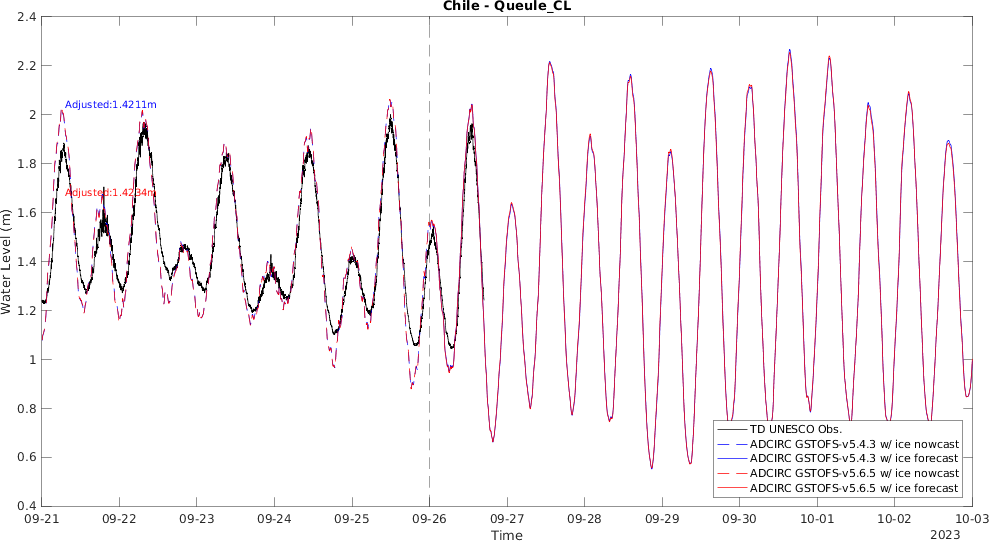 Chile - Queule_CL
Water Level (m)
2.4
2.2
2
1.8
1.6
1.4
1.2
1
0.8
0.6
0.4
Adjusted:1.4211m
Adjusted:1.4234m
TD UNESCO Obs.
ADCIRC GSTOFS-v5.4.3 w/ ice nowcast
ADCIRC GSTOFS-v5.4.3 w/ ice forecast
ADCIRC GSTOFS-v5.6.5 w/ ice nowcast
ADCIRC GSTOFS-v5.6.5 w/ ice forecast
09-21 09-22 09-23 09-24 09-25 09-26 09-27 09-28 09-29 09-30 10-01 10-02 10-03
Time
2023